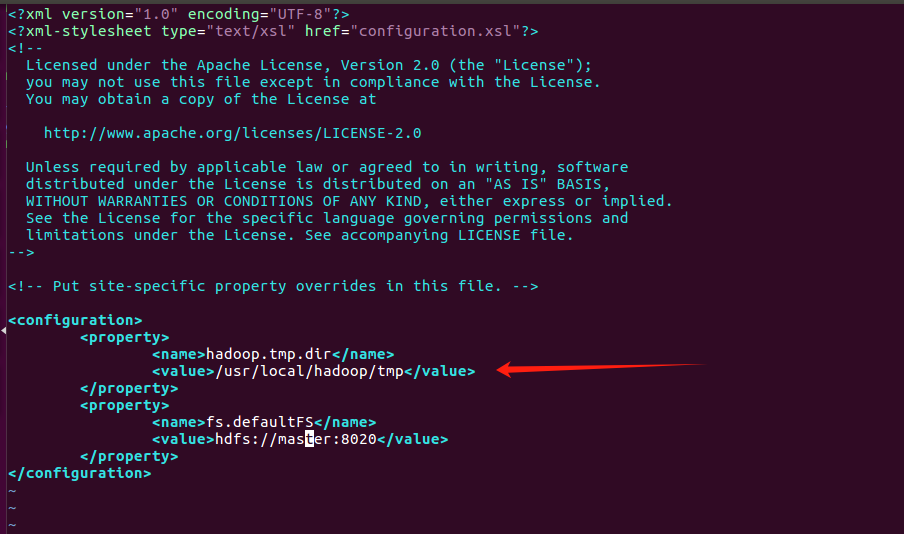 <?xml version="1.0" encoding="UTF-8"?>
<?xml-stylesheet type="text/xsl" href="configuration.xsl"?>
<!--
  Licensed under the Apache License, Version 2.0 (the "License");
  you may not use this file except in compliance with the License.
  You may obtain a copy of the License at

    http://www.apache.org/licenses/LICENSE-2.0

  Unless required by applicable law or agreed to in writing, software
  distributed under the License is distributed on an "AS IS" BASIS,
  WITHOUT WARRANTIES OR CONDITIONS OF ANY KIND, either express or implied.
  See the License for the specific language governing permissions and
  limitations under the License. See accompanying LICENSE file.
-->

<!-- Put site-specific property overrides in this file. -->

<configuration>
        <property>
                <name>hadoop.tmp.dir</name>
                <value>/usr/local/hadoop/tmp</value>
        </property>
        <property>
                <name>fs.defaultFS</name>
                <value>hdfs://master:8020</value>
        </property>
</configuration>
~
~
~